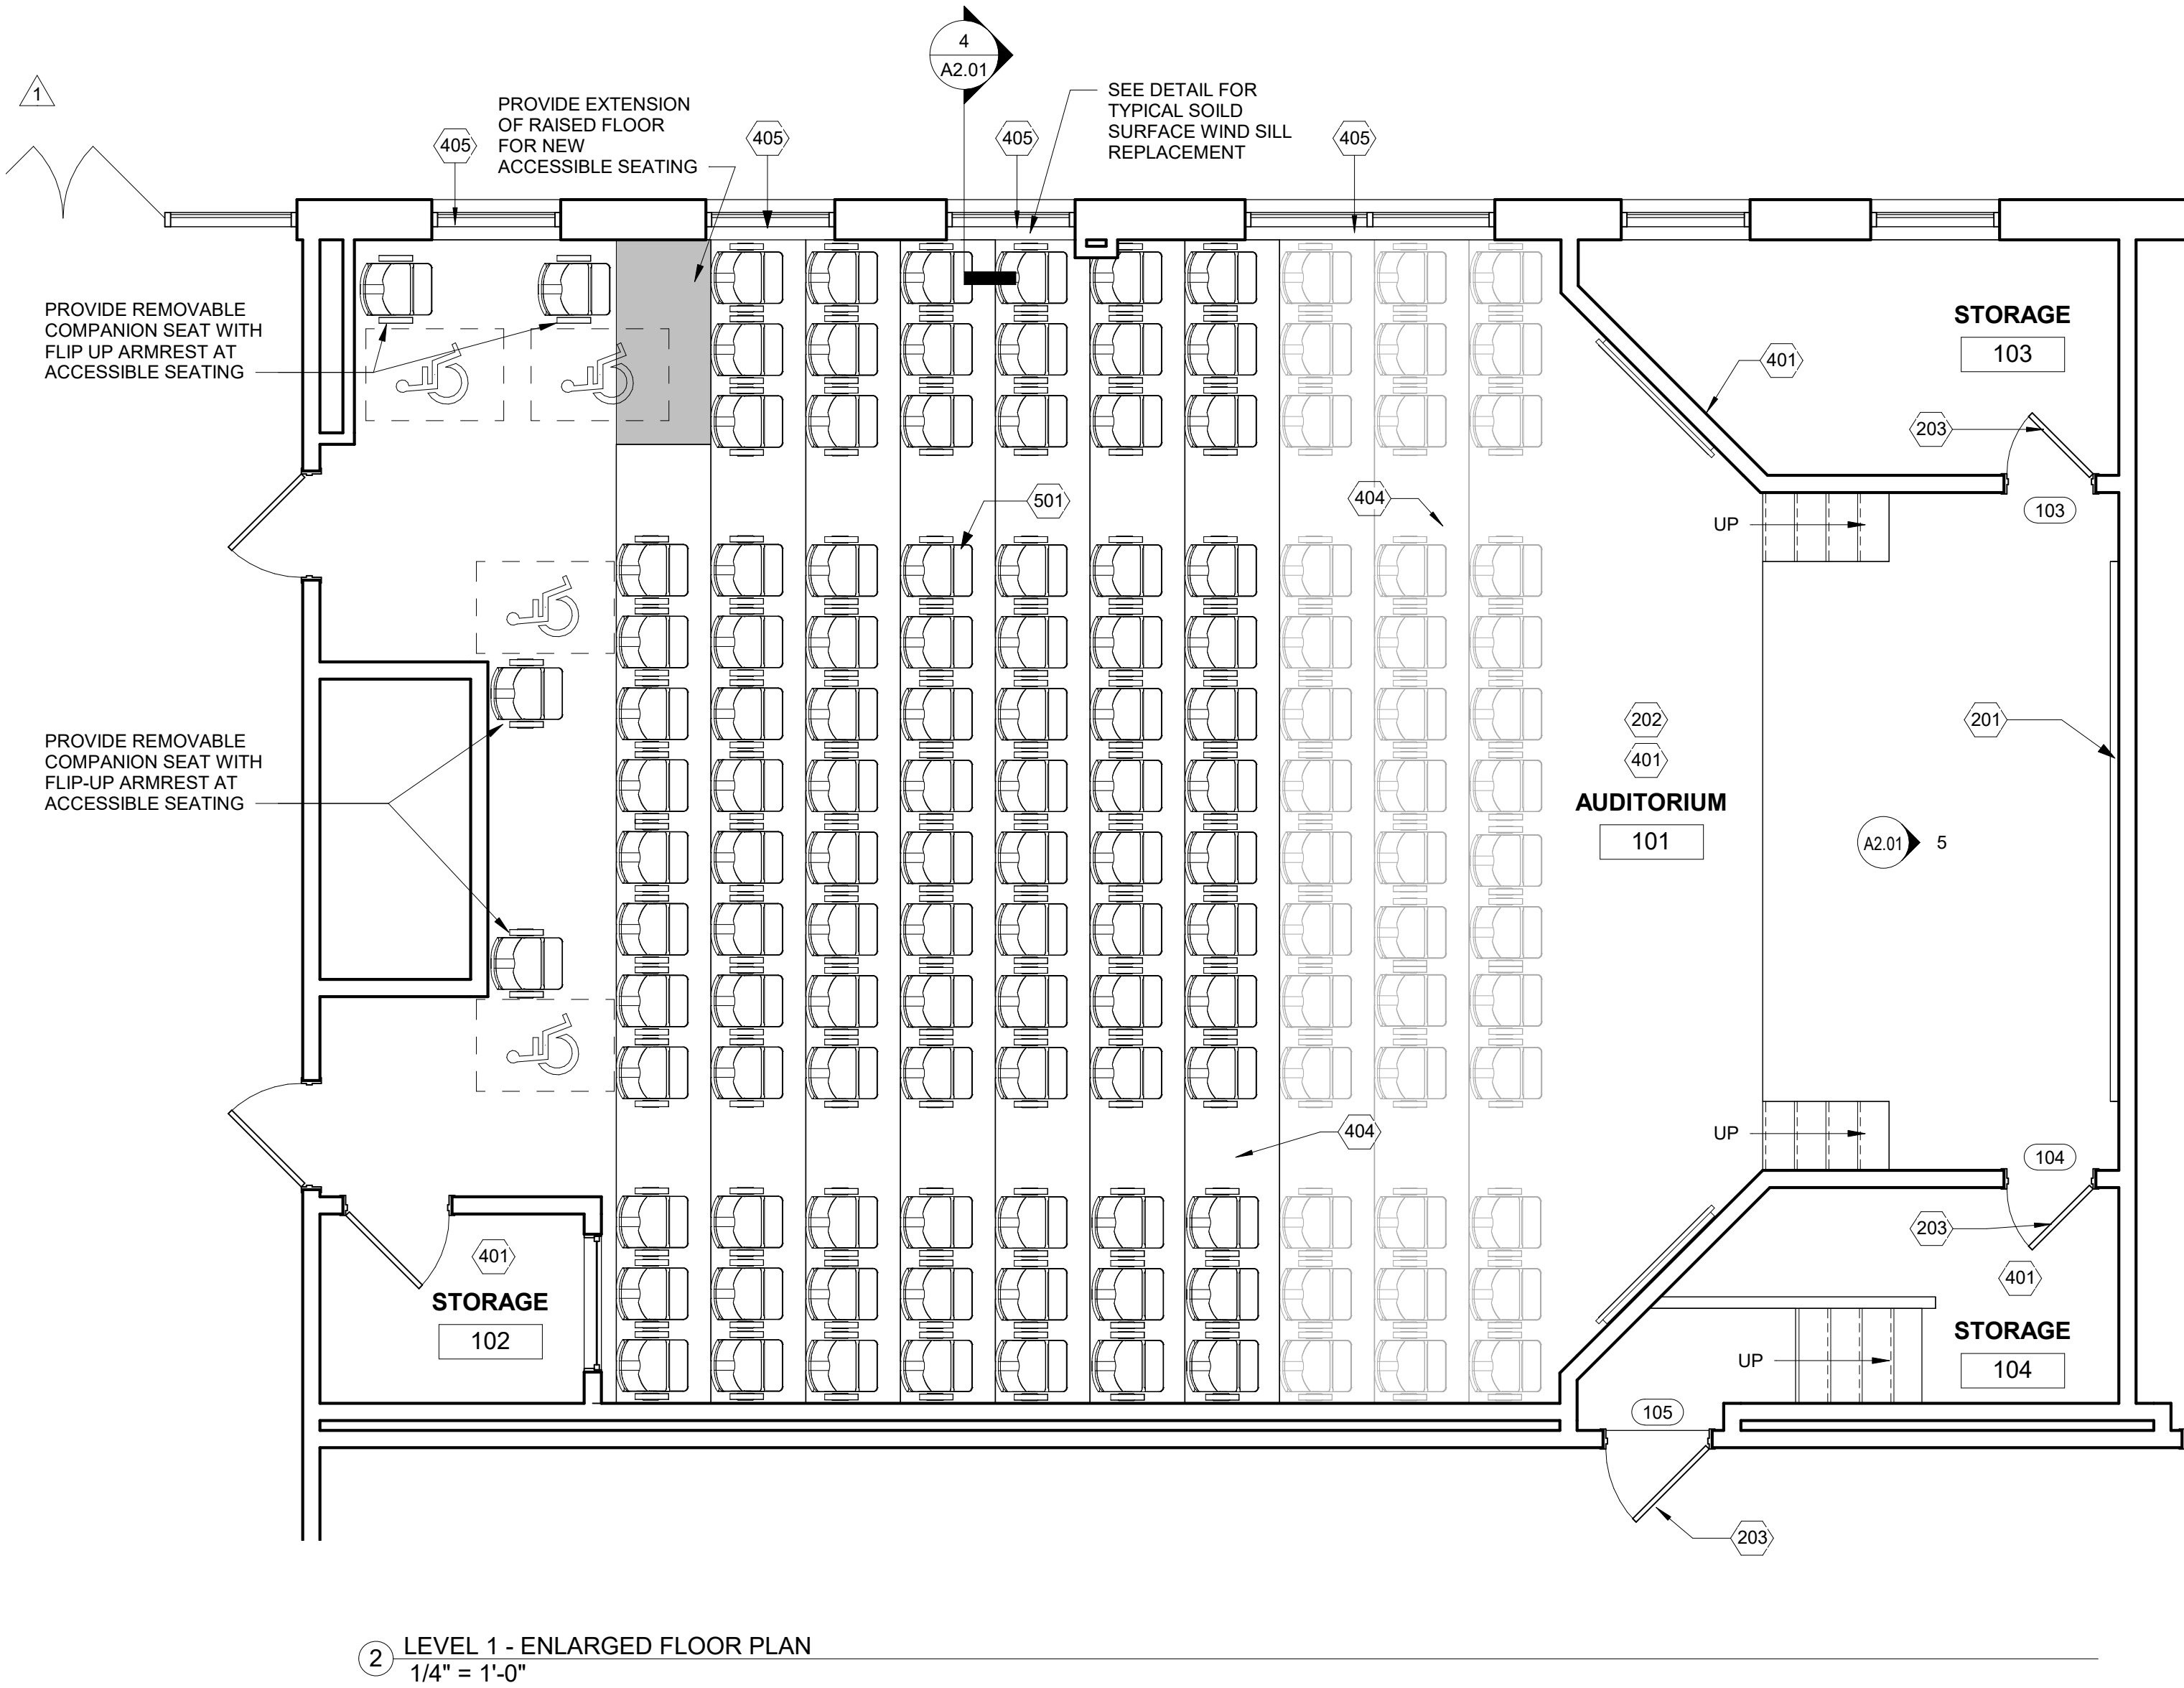 4
A2.01
1
PROVIDE EXTENSION
OF RAISED FLOOR
FOR NEW
ACCESSIBLE SEATING
SEE DETAIL FOR
TYPICAL SOILD
SURFACE WIND SILL
REPLACEMENT
405
405
405
405
PROVIDE REMOVABLE
COMPANION SEAT WITH
FLIP UP ARMREST AT
ACCESSIBLE SEATING
STORAGE
103
401
203
501
404
103
UP
PROVIDE REMOVABLE
COMPANION SEAT WITH
FLIP-UP ARMREST AT
ACCESSIBLE SEATING
202
401
AUDITORIUM
101
201
A2.01
5
404
UP
104
203
401
STORAGE
102
401
STORAGE
104
UP
105
203
2
LEVEL 1 - ENLARGED FLOOR PLAN
1/4" = 1'-0"